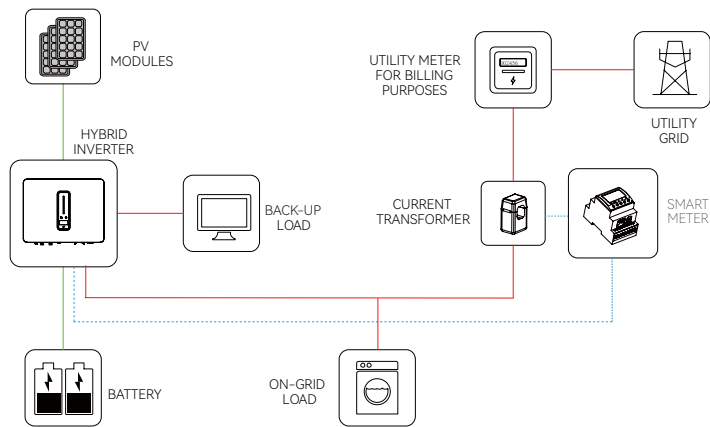 PV
MODULES
UTILITY METER
FOR BILLING
PURPOSES
UTILITY
GRID
HYBRID
INVERTER
BACK-UP
LOAD
CURRENT
TRANSFORMER
SMART
METER
BATTERY
ON-GRID
LOAD